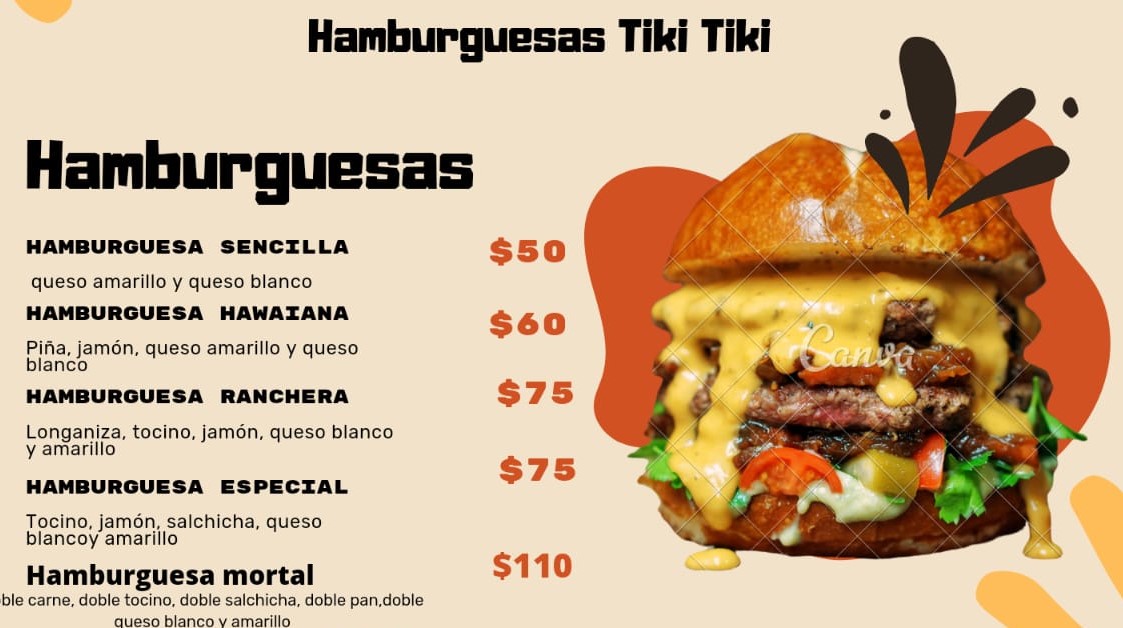 Hamburguesas Tiki Tiki
Hamburguesas
HAMBURGUESA SENCILLA $50
queso amarillo y queso blanco
HAMBURGUESA HAWAIANA $60
Piña, jamón, queso amarillo y queso
blanco
HAMBURGUESA RANCHERA $75
Longaniza, tocino, jamón, queso blanco
y amarillo
HAMBURGUESA ESPECIAL $75
Tocino, jamón, salchicha, queso
blancoy amarillo
Hamburguesa mortal $110
ble carne, doble tocino, doble salchicha, doble pan,doble
queso blanco y amarillo
Canva